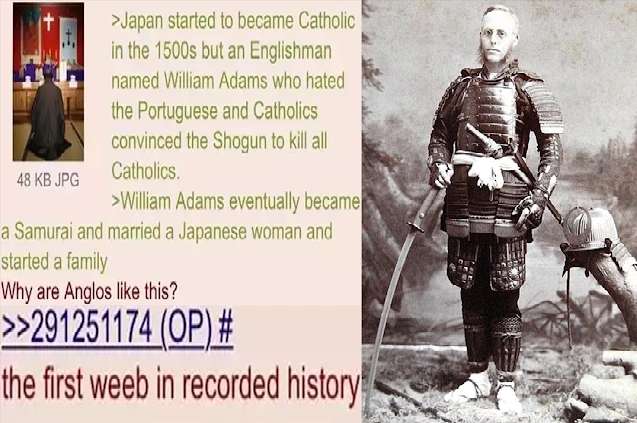 >Japan started to became Catholic
in the 1500s but an Englishman
named William Adams who hated
the Portuguese and Catholics
convinced the Shogun to kill all
Catholics.
48 KB JPG
>William Adams eventually became
a Samurai and married a Japanese woman and
started a family
Why are Anglos like this?
>>291251174 (OP) #
the first weeb in recorded history